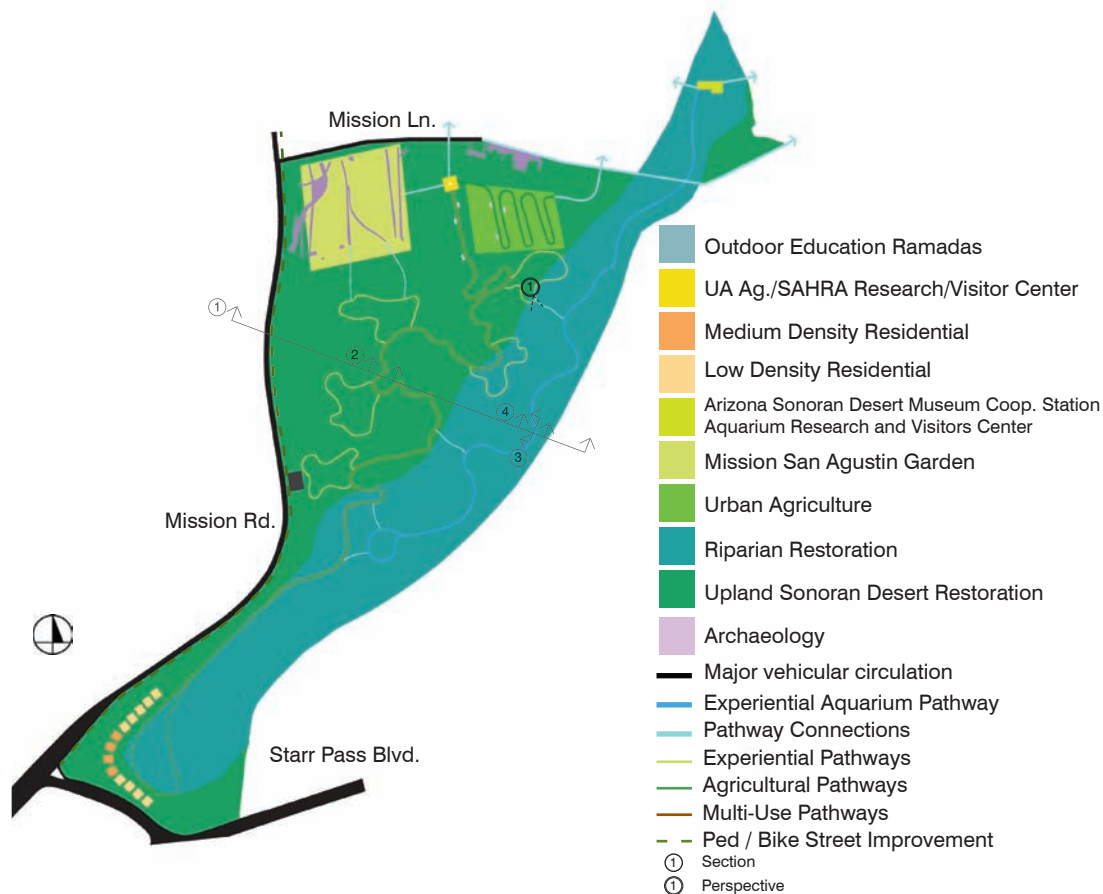 Mission Ln.
1
1
2
4
3
Mission Rd.
Starr Pass Blvd.
Outdoor Education Ramadas
UA Ag./SAHRA Research/Visitor Center
Medium Density Residential
Low Density Residential
Arizona Sonoran Desert Museum Coop. Station
Aquarium Research and Visitors Center
Mission San Agustin Garden
Urban Agriculture
Riparian Restoration
Upland Sonoran Desert Restoration
Archaeology
Major vehicular circulation
Experiential Aquarium Pathway
Pathway Connections
Experiential Pathways
Agricultural Pathways
Multi-Use Pathways
Ped / Bike Street Improvement
1 Section
1 Perspective